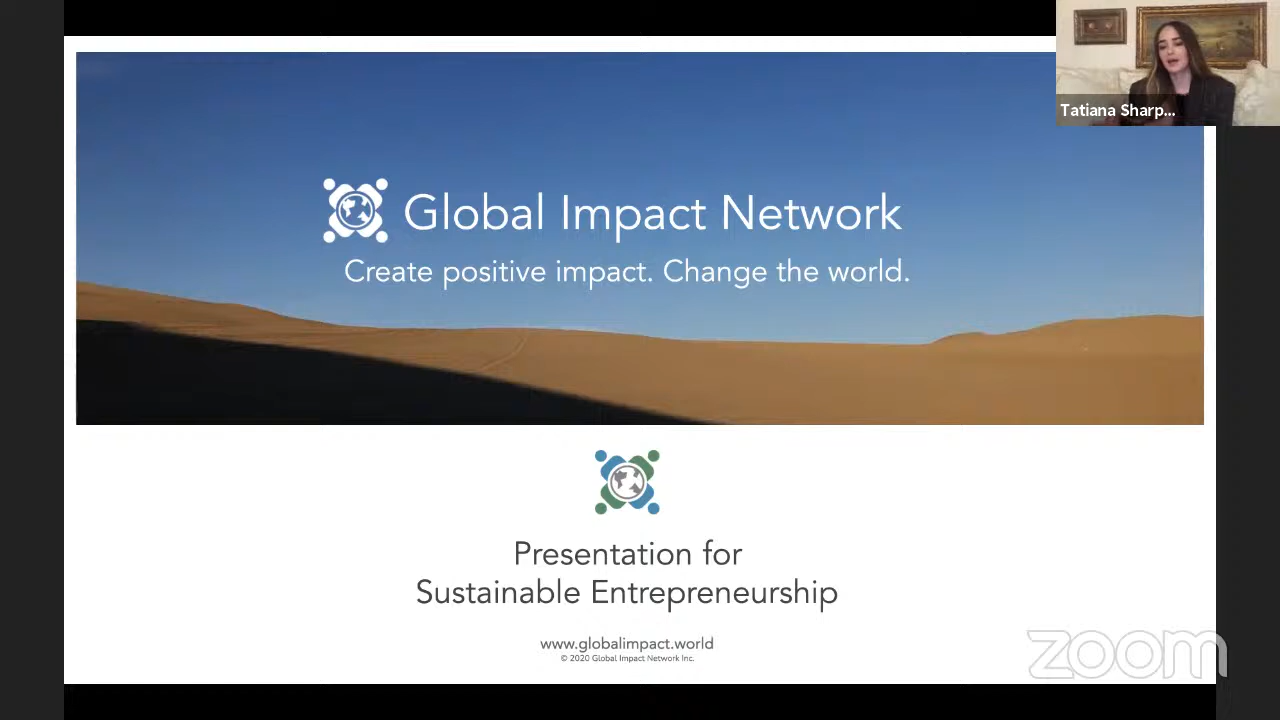 Tatiana Sharp...
Global Impact Network
Create positive impact. Change the world.
Presentation for
Sustainable Entrepreneurship
www.globalimpact.world
© 2020 Global Impact Network Inc.
zoom